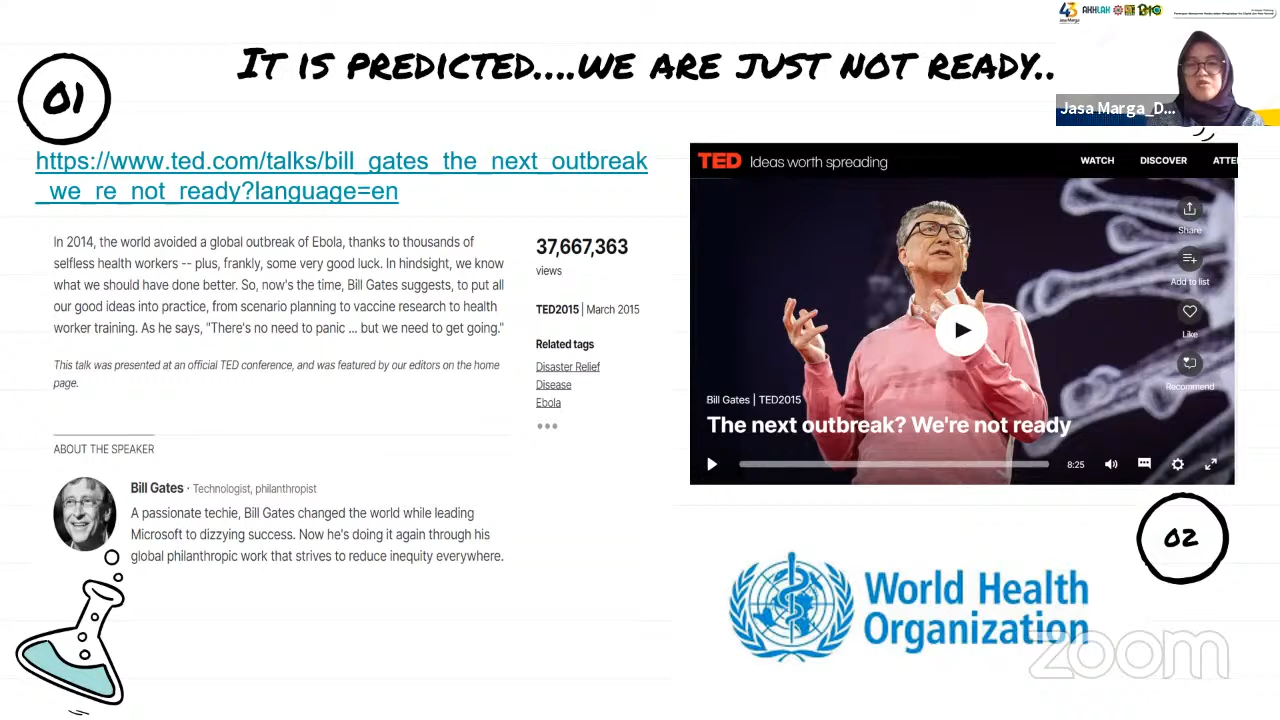 43
Jasa Marga
AKHLAK
IT IS PREDICTED....WE ARE JUST NOT READY..
01
Jasa Marga_D...
https://www.ted.com/talks/bill_gates_the_next_outbreak
_we_re_not_ready?language=en
In 2014, the world avoided a global outbreak of Ebola, thanks to thousands of
selfless health workers -- plus, frankly, some very good luck. In hindsight, we know
what we should have done better. So, now's the time, Bill Gates suggests, to put all
our good ideas into practice, from scenario planning to vaccine research to health
worker training. As he says, "There's no need to panic ... but we need to get going."
This talk was presented at an official TED conference, and was featured by our editors on the home
page.
37,667,363
views
TED2015 | March 2015
Related tags
Disaster Relief
Disease
Ebola
ABOUT THE SPEAKER
Bill Gates · Technologist, philanthropist
A passionate techie, Bill Gates changed the world while leading
Microsoft to dizzying success. Now he's doing it again through his
global philanthropic work that strives to reduce inequity everywhere.
TED Ideas worth spreading
WATCH DISCOVER ATTE
Share
Add to list
Like
Recommend
Bill Gates | TED2015
The next outbreak? We're not ready
8:25
02
World Health
Organization
zoom